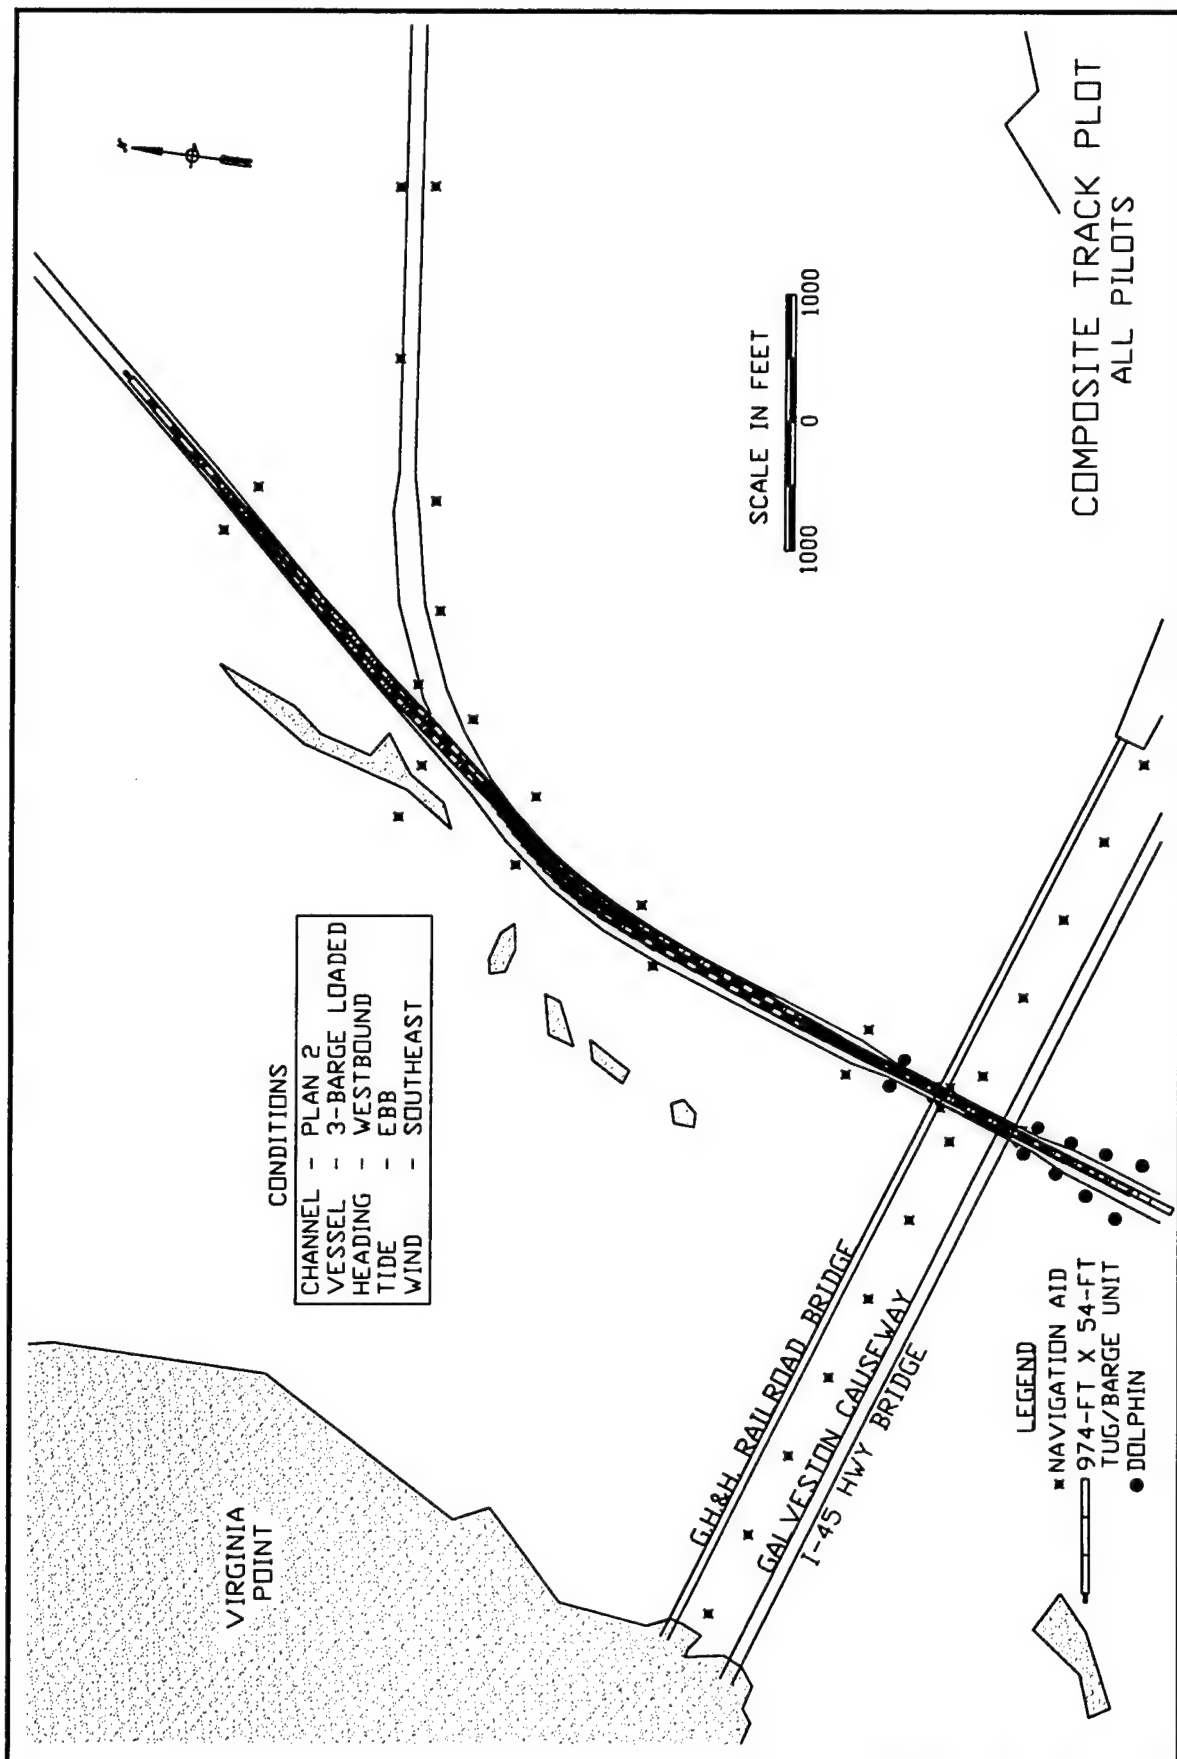 VIRGINIA
POINT
CONDITIONS
CHANNEL - PLAN 2
VESSEL - 3-BARGE LOADED
HEADING - WESTBOUND
TIDE - EBB
WIND - SOUTHEAST
N
G.H.&H. RAILROAD BRIDGE
GALVESTON CAUSEWAY
I-45 HWY BRIDGE
SCALE IN FEET
1000 0 1000
LEGEND
NAVIGATION AID
974-FT X 54-FT
TUG/BARGE UNIT
DOLPHIN
COMPOSITE TRACK PLOT
ALL PILOTS